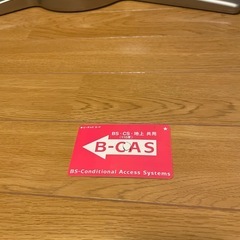 BS・CS・地上 共用
B-CAS
BS-Conditional Access Systems